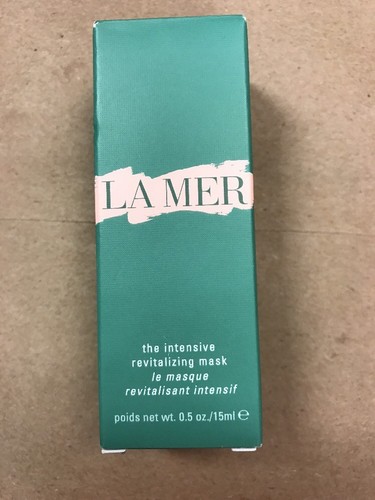 LA MER
the intensive
revitalizing mask
le masque
revitalisant intensif
poids net wt. 0.5 oz./15ml ℮